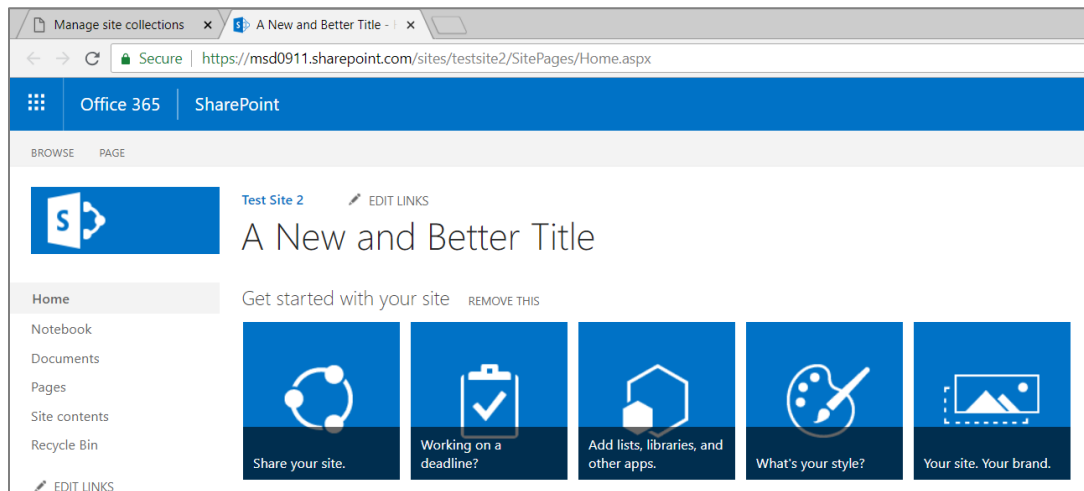 Manage site collections
A New and Better Title -
Secure https://msd0911.sharepoint.com/sites/testsite2/SitePages/Home.aspx
Office 365 SharePoint
BROWSE PAGE
S
Test Site 2 EDIT LINKS
A New and Better Title
Home
Notebook
Documents
Pages
Site contents
Recycle Bin
EDIT LINKS
Get started with your site REMOVE THIS
Share your site.
Working on a
deadline?
Add lists, libraries, and
other apps.
What's your style?
Your site. Your brand.